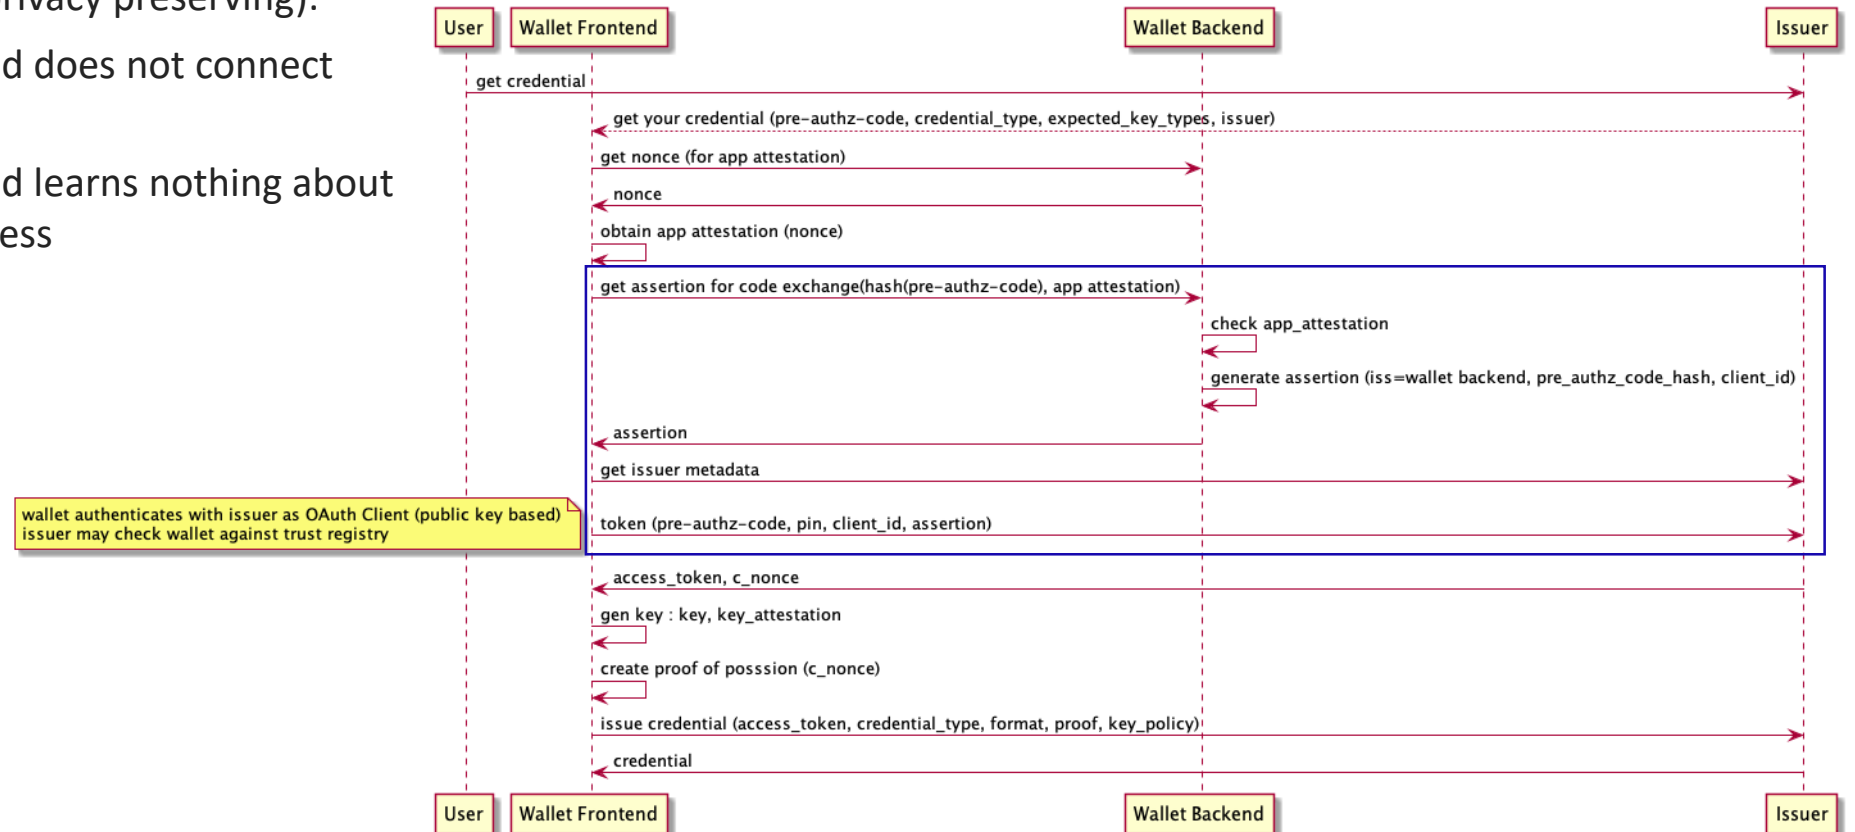 privacy preserving).
d does not connect
d learns nothing about
ess
User
Wallet Frontend
Wallet Backend
Issuer
get credential
get your credential (pre-authz-code, credential_type, expected_key_types, issuer)
get nonce (for app attestation)
nonce
obtain app attestation (nonce)
get assertion for code exchange(hash(pre-authz-code), app attestation)
check app_attestation
generate assertion (iss=wallet backend, pre_authz_code_hash, client_id)
assertion
get issuer metadata
wallet authenticates with issuer as OAuth Client (public key based)
issuer may check wallet against trust registry
token (pre-authz-code, pin, client_id, assertion)
access_token, c_nonce
gen key : key, key_attestation
create proof of posssion (c_nonce)
issue credential (access_token, credential_type, format, proof, key_policy)
credential
User
Wallet Frontend
Wallet Backend
Issuer